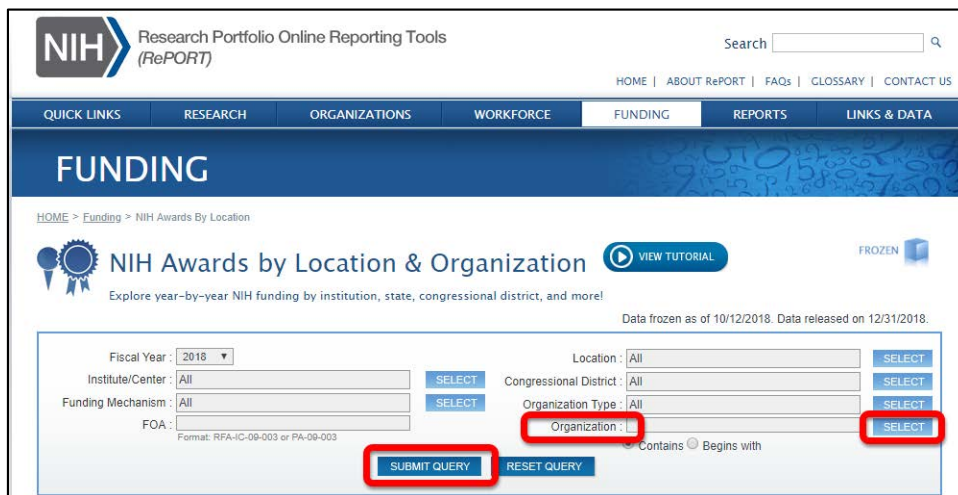 NIH Research Portfolio Online Reporting Tools
(RePORT)
Search
HOME | ABOUT RePORT | FAQs | GLOSSARY | CONTACT US
QUICK LINKS RESEARCH ORGANIZATIONS WORKFORCE FUNDING REPORTS LINKS & DATA
FUNDING
HOME > Funding > NIH Awards By Location
NIH Awards by Location & Organization
VIEW TUTORIAL
FROZEN
Explore year-by-year NIH funding by institution, state, congressional district, and more!
Data frozen as of 10/12/2018. Data released on 12/31/2018.
Fiscal Year : 2018
Location : All SELECT
Institute/Center : All SELECT
Congressional District : All SELECT
Funding Mechanism : All SELECT
Organization Type : All SELECT
FOA :
Format: RFA-IC-09-003 or PA-09-003
Organization : SELECT
Contains Begins with
SUBMIT QUERY RESET QUERY